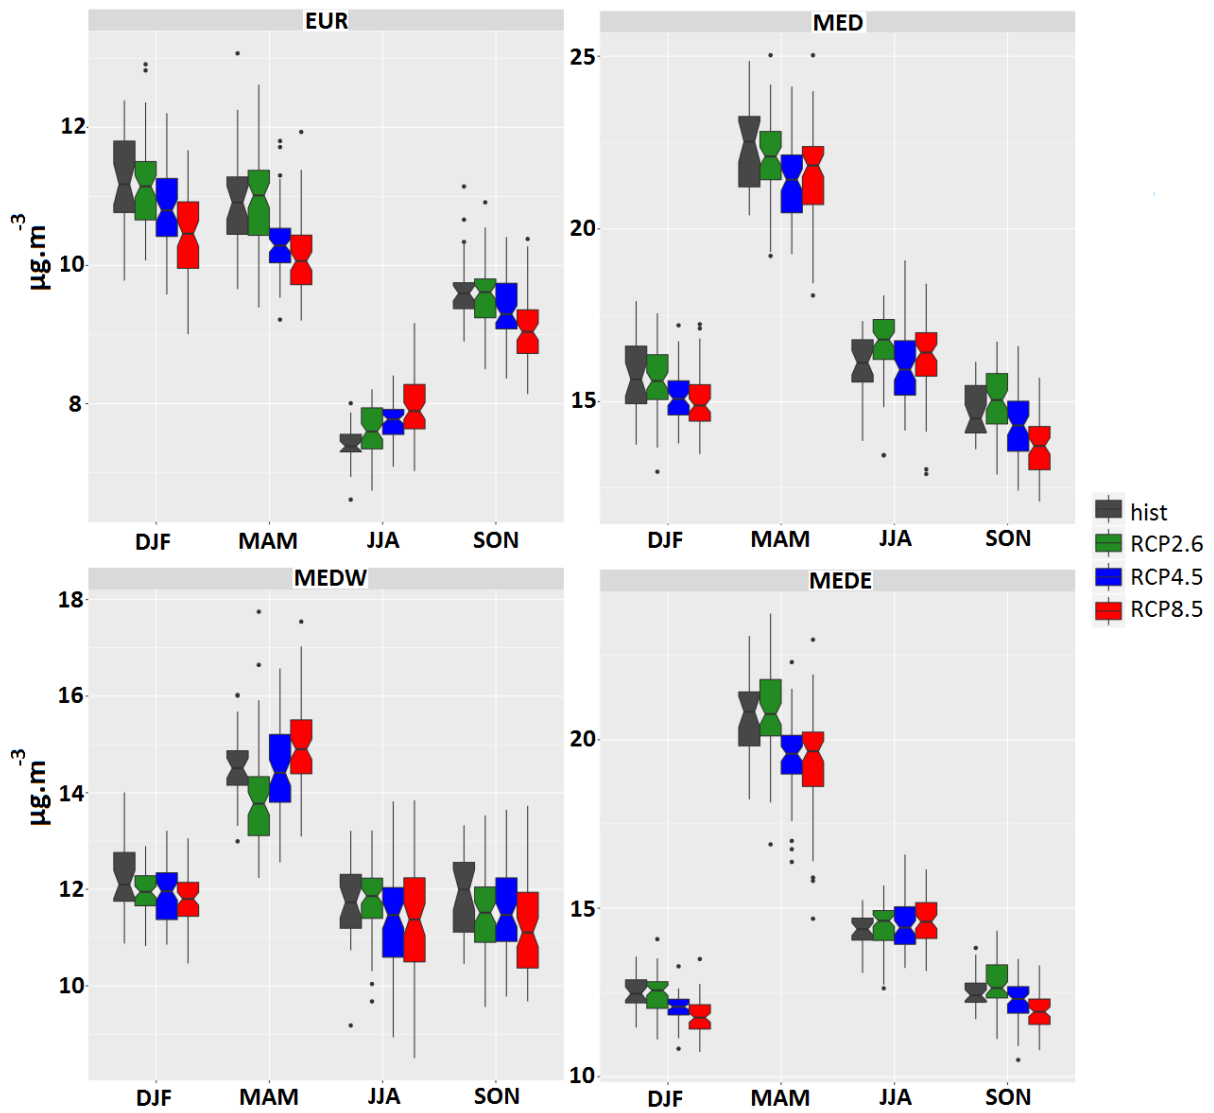 EUR
MED
12
10
8
µg.m-3
DJF
MAM
JJA
SON
25
20
15
DJF
MAM
JJA
SON
MEDW
MEDE
18
16
14
12
10
µg.m-3
DJF
MAM
JJA
SON
20
15
10
DJF
MAM
JJA
SON
hist
RCP2.6
RCP4.5
RCP8.5